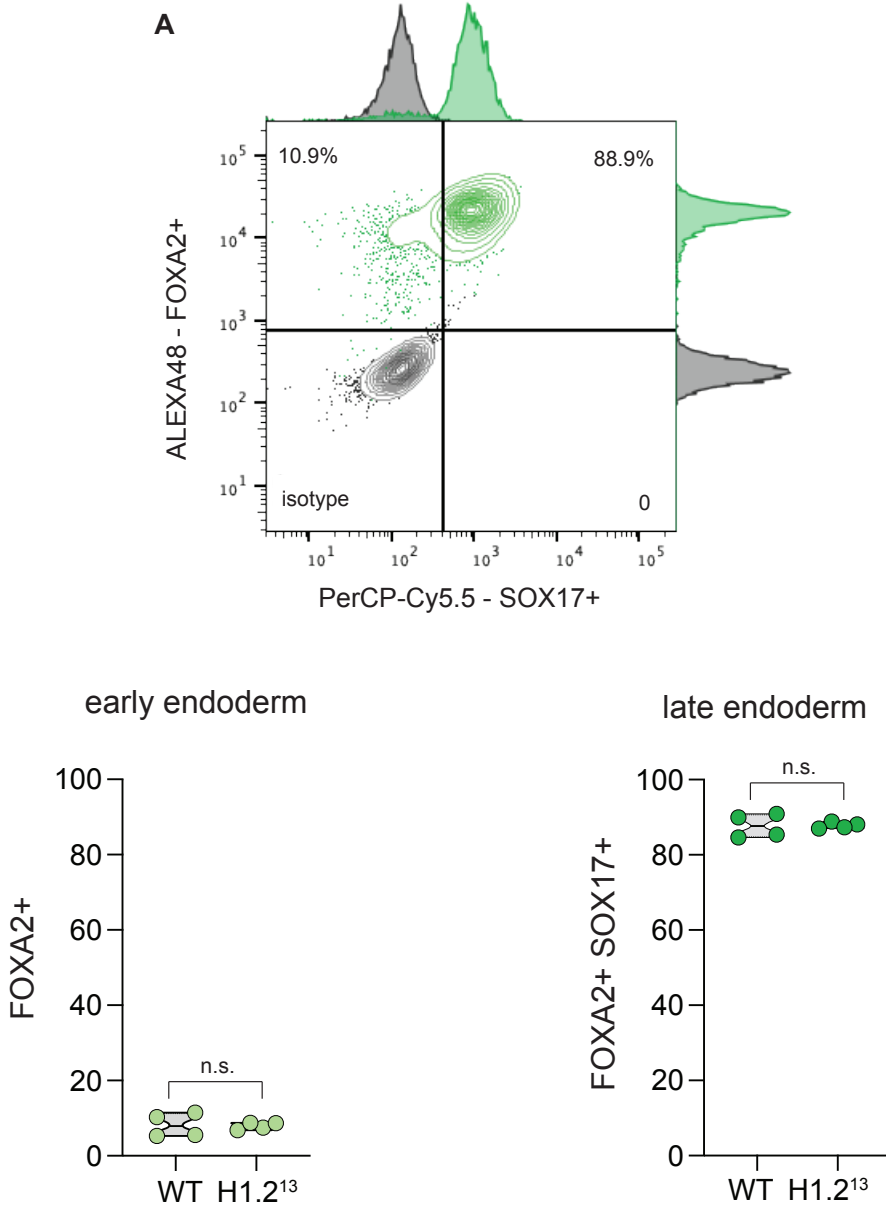 A
10.9%
88.9%
10⁵
10⁴
10³
10²
10¹
ALEXA48 - FOXA2+
isotype
0
10¹ 10² 10³ 10⁴ 10⁵
PerCP-Cy5.5 - SOX17+
early endoderm
100
80
60
40
20
0
FOXA2+
n.s.
WT H1.2¹³
late endoderm
100
80
60
40
20
0
FOXA2+ SOX17+
n.s.
WT H1.2¹³